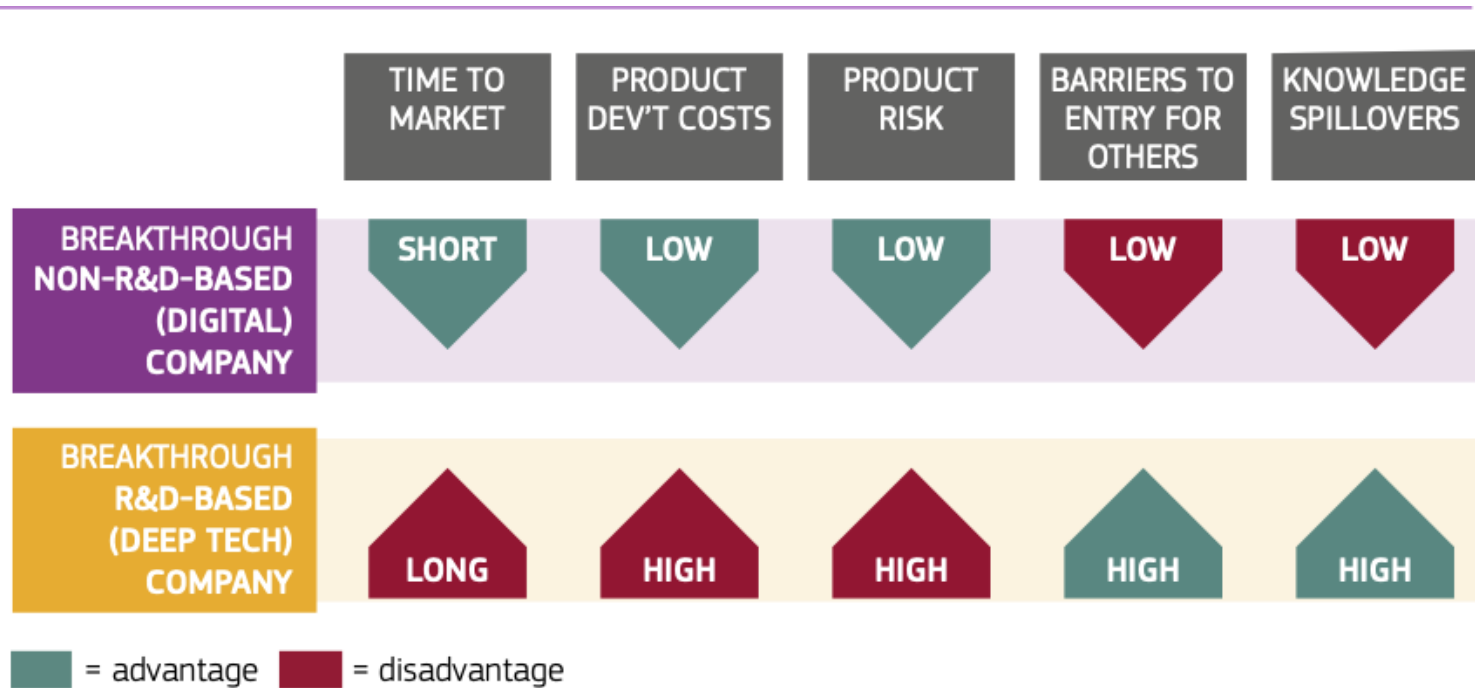 TIME TO
MARKET
PRODUCT
DEV'T COSTS
PRODUCT
RISK
BARRIERS TO
ENTRY FOR
OTHERS
KNOWLEDGE
SPILLOVERS
BREAKTHROUGH
NON-R&D-BASED
(DIGITAL)
COMPANY
SHORT
LOW
LOW
LOW
LOW
BREAKTHROUGH
R&D-BASED
(DEEP TECH)
COMPANY
LONG
HIGH
HIGH
HIGH
HIGH
= advantage
= disadvantage